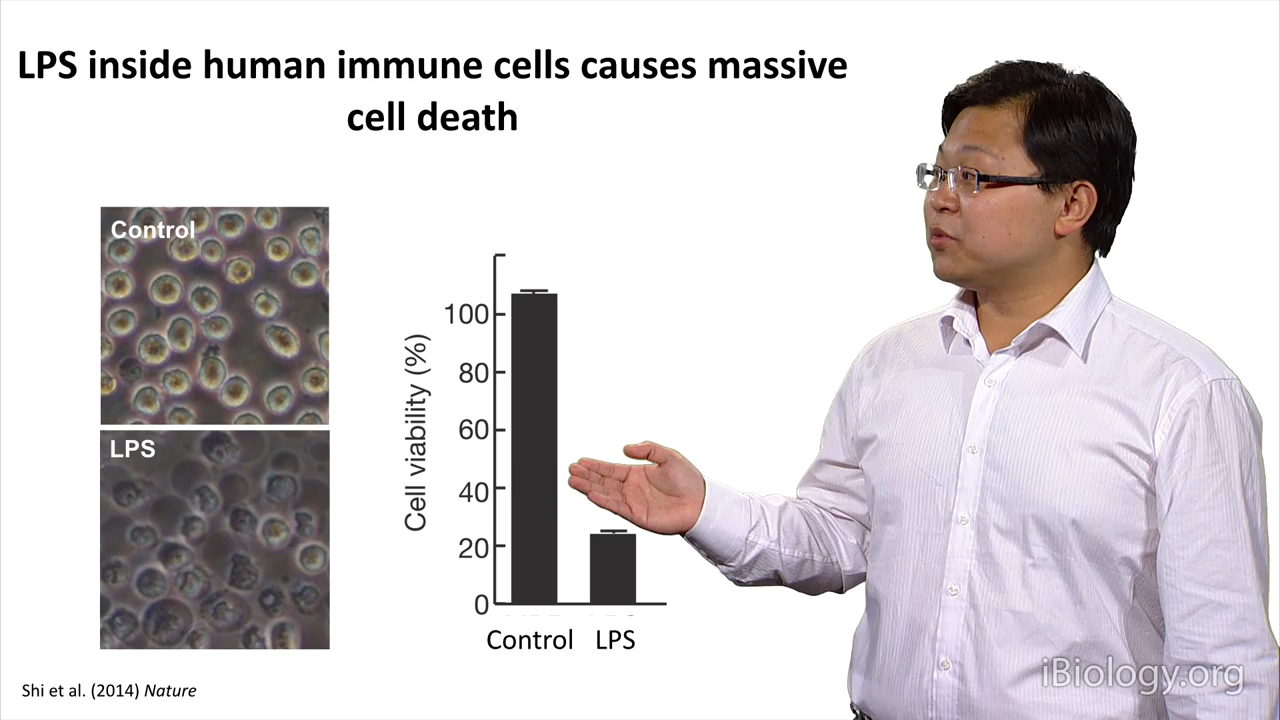 LPS inside human immune cells causes massive
cell death
Control
LPS
Cell viability (%)
100
80
60
40
20
0
Control LPS
Shi et al. (2014) Nature
iBiology.org